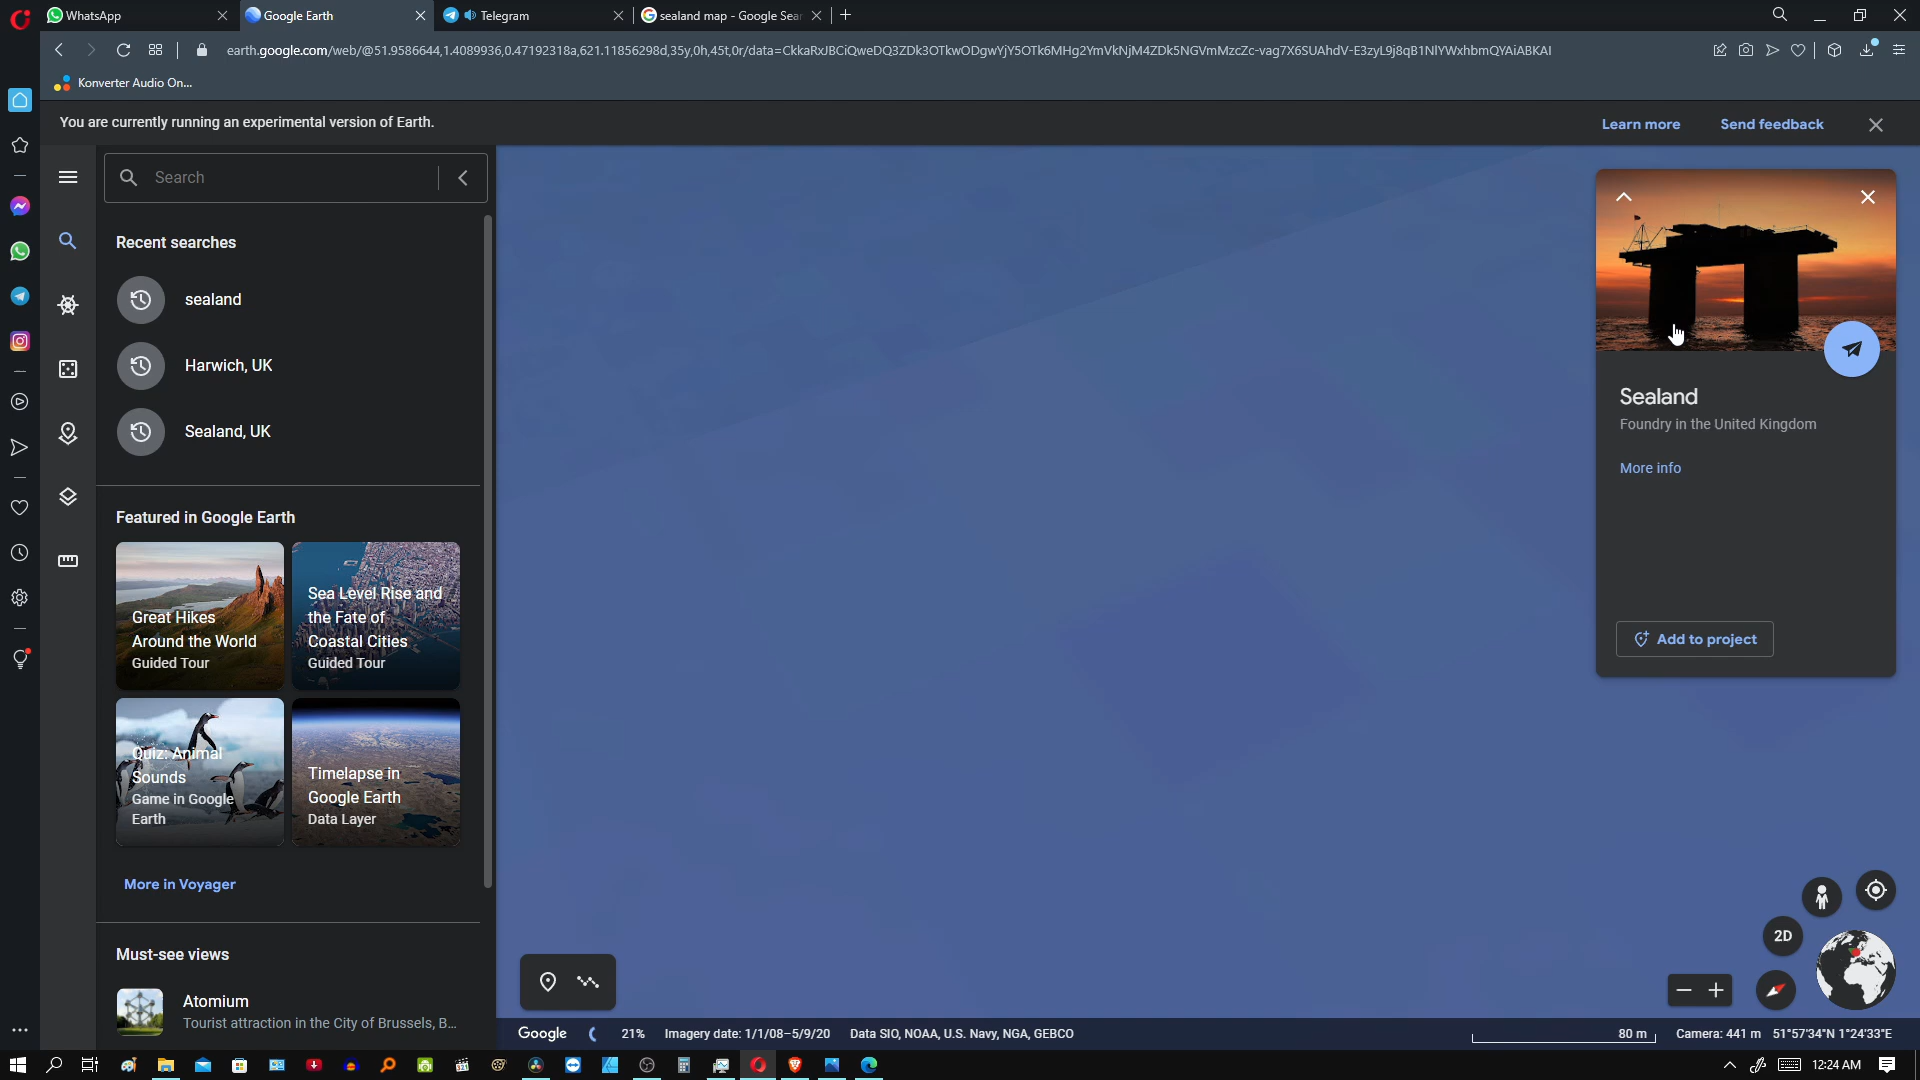 WhatsApp
Google Earth
Telegram
sealand map - Google Sear
earth.google.com/web/@51.9586644,1.4089936,0.47192318a,621.11856298d,35y,0h,45t,0r/data=CkkaRxJBCiQweDQ3ZDk3OTkwODgwYjY5OTk6MHg2YmVkNjM4ZDk5NGVmMzcZc-vag7X6SUAhdV-E3zyL9j8qB1NlYWxhbmQYAiABKAI
Konverter Audio On...
You are currently running an experimental version of Earth.
Learn more
Send feedback
Search
Recent searches
sealand
Harwich, UK
Sealand, UK
Featured in Google Earth
Great Hikes
Around the World
Guided Tour
Sea Level Rise and
the Fate of
Coastal Cities
Guided Tour
Quiz: Animal
Sounds
Game in Google
Earth
Timelapse in
Google Earth
Data Layer
More in Voyager
Must-see views
Atomium
Tourist attraction in the City of Brussels, B...
Sealand
Foundry in the United Kingdom
More info
Add to project
2D
Google
21%
Imagery date: 1/1/08–5/9/20
Data SIO, NOAA, U.S. Navy, NGA, GEBCO
80 m
Camera: 441 m 51°57'34"N 1°24'33"E
12:24 AM